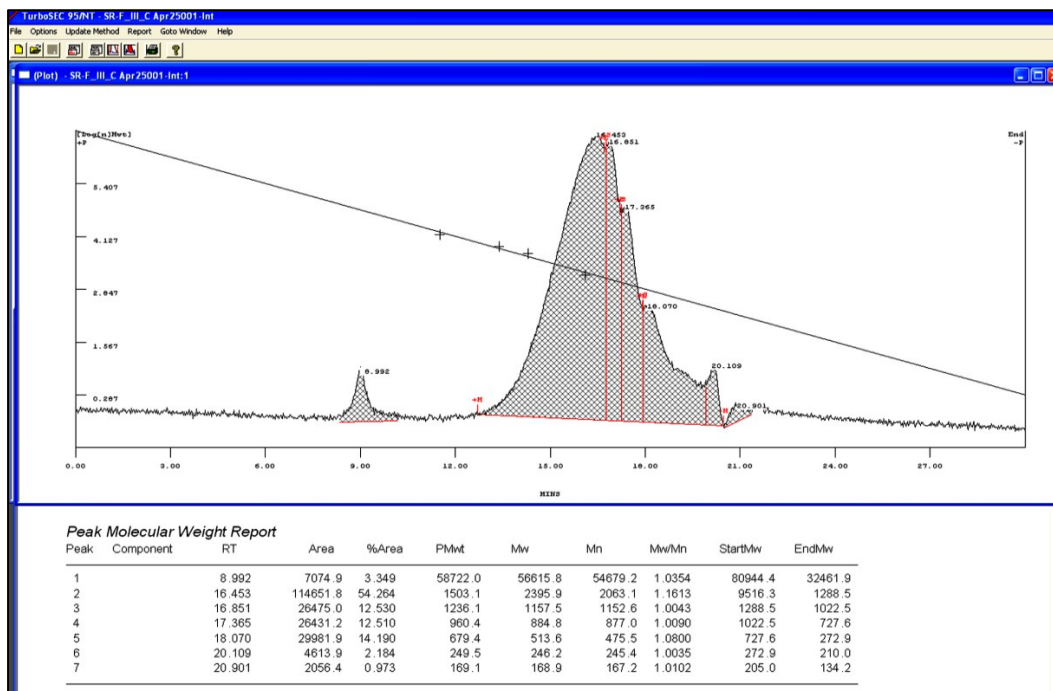 TurboSEC 95/NT - SR-F_III_C Apr25001-Int
File Options Update Method Report Goto Window Help
(Plot) - SR-F_III_C Apr25001-Int:1
[Log[n]Mwt]
+P
End
-P
5.407
4.127
2.847
1.567
0.287
8.992
+M
16.453
16.851
17.365
18.070
20.109
20.901
0.00 3.00 6.00 9.00 12.00 15.00 18.00 21.00 24.00 27.00
MINS
Peak Molecular Weight Report
Peak Component RT Area %Area PMwt Mw Mn Mw/Mn StartMw EndMw
1 8.992 7074.9 3.349 58722.0 56615.8 54679.2 1.0354 80944.4 32461.9
2 16.453 114651.8 54.264 1503.1 2395.9 2063.1 1.1613 9516.3 1288.5
3 16.851 26475.0 12.530 1236.1 1157.5 1152.6 1.0043 1288.5 1022.5
4 17.365 26431.2 12.510 960.4 884.8 877.0 1.0090 1022.5 727.6
5 18.070 29981.9 14.190 679.4 513.6 475.5 1.0800 727.6 272.9
6 20.109 4613.9 2.184 249.5 246.2 245.4 1.0035 272.9 210.0
7 20.901 2056.4 0.973 169.1 168.9 167.2 1.0102 205.0 134.2